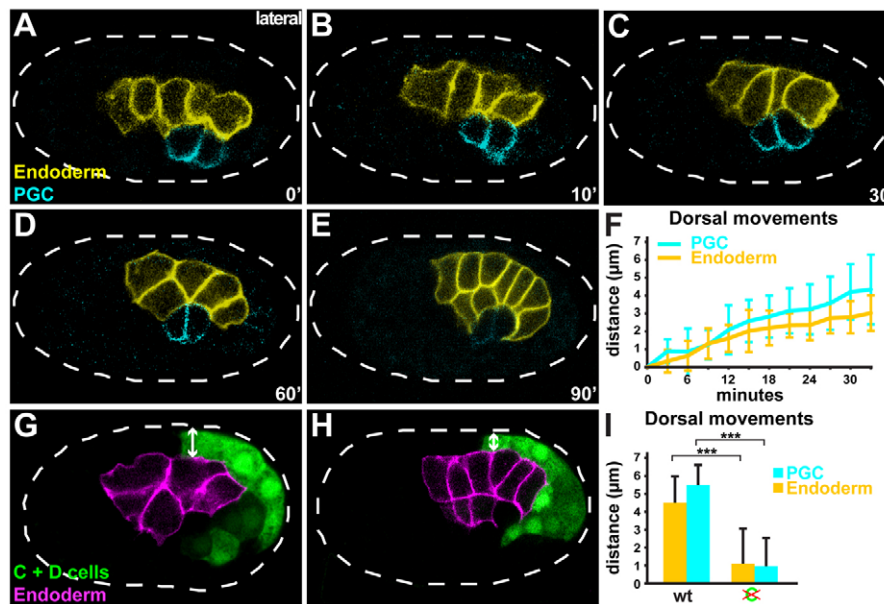 A
lateral
B
C
Endoderm
PGC
0’
10’
30
D
E
60’
90’
F
Dorsal movements
PGC
Endoderm
distance (µm)
7
6
5
4
3
2
1
0
0 6 12 18 24 30
minutes
G
H
C + D cells
Endoderm
I
Dorsal movements
***
***
PGC
Endoderm
distance (µm)
7
6
5
4
3
2
1
0
wt
C